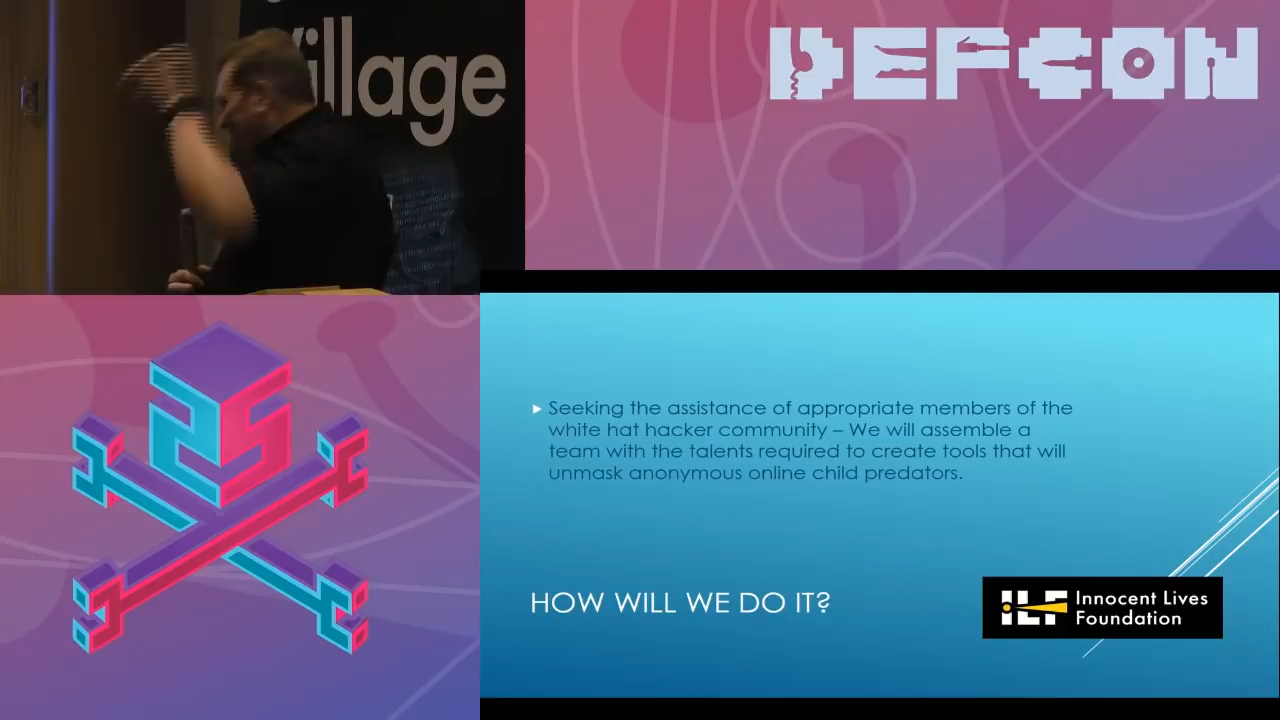 illage
DEFCON
25
Seeking the assistance of appropriate members of the
white hat hacker community – We will assemble a
team with the talents required to create tools that will
unmask anonymous online child predators.
HOW WILL WE DO IT?
ILF
Innocent Lives
Foundation